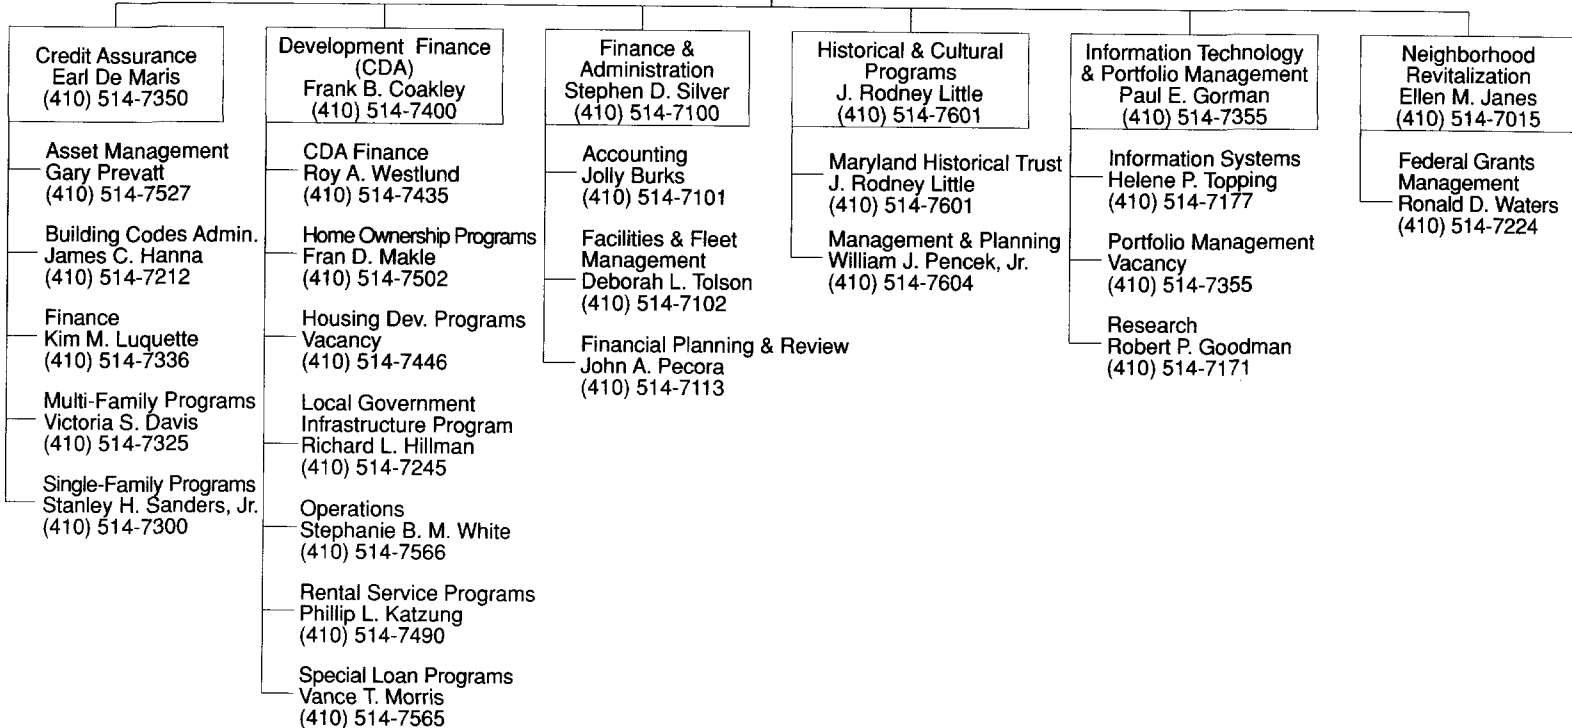 Credit Assurance
Earl De Maris
(410) 514-7350
Asset Management
Gary Prevatt
(410) 514-7527
Building Codes Admin.
James C. Hanna
(410) 514-7212
Finance
Kim M. Luquette
(410) 514-7336
Multi-Family Programs
Victoria S. Davis
(410) 514-7325
Single-Family Programs
Stanley H. Sanders, Jr.
(410) 514-7300
Development Finance
(CDA)
Frank B. Coakley
(410) 514-7400
CDA Finance
Roy A. Westlund
(410) 514-7435
Home Ownership Programs
Fran D. Makle
(410) 514-7502
Housing Dev. Programs
Vacancy
(410) 514-7446
Local Government
Infrastructure Program
Richard L. Hillman
(410) 514-7245
Operations
Stephanie B. M. White
(410) 514-7566
Rental Service Programs
Phillip L. Katzung
(410) 514-7490
Special Loan Programs
Vance T. Morris
(410) 514-7565
Finance &
Administration
Stephen D. Silver
(410) 514-7100
Accounting
Jolly Burks
(410) 514-7101
Facilities & Fleet
Management
Deborah L. Tolson
(410) 514-7102
Financial Planning & Review
John A. Pecora
(410) 514-7113
Historical & Cultural
Programs
J. Rodney Little
(410) 514-7601
Maryland Historical Trust
J. Rodney Little
(410) 514-7601
Management & Planning
William J. Pencek, Jr.
(410) 514-7604
Information Technology
& Portfolio Management
Paul E. Gorman
(410) 514-7355
Information Systems
Helene P. Topping
(410) 514-7177
Portfolio Management
Vacancy
(410) 514-7355
Research
Robert P. Goodman
(410) 514-7171
Neighborhood
Revitalization
Ellen M. Janes
(410) 514-7015
Federal Grants
Management
Ronald D. Waters
(410) 514-7224